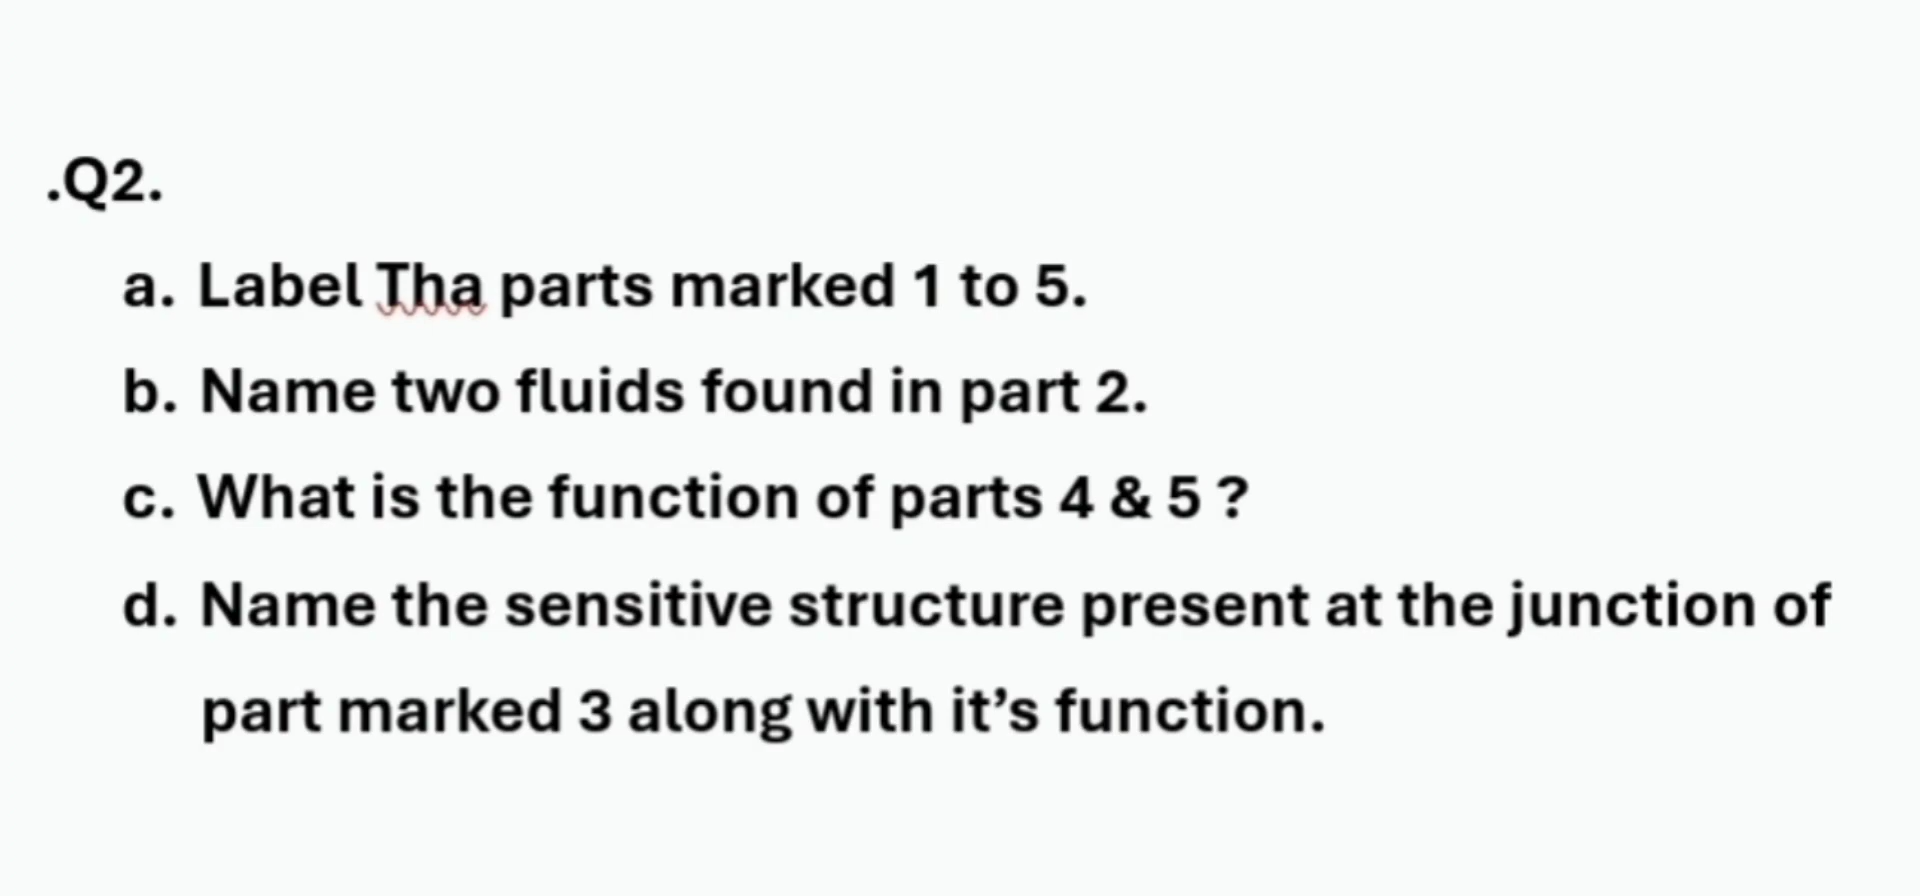 .Q2.
a. Label Tha parts marked 1 to 5.
b. Name two fluids found in part 2.
c. What is the function of parts 4 & 5 ?
d. Name the sensitive structure present at the junction of
part marked 3 along with it’s function.